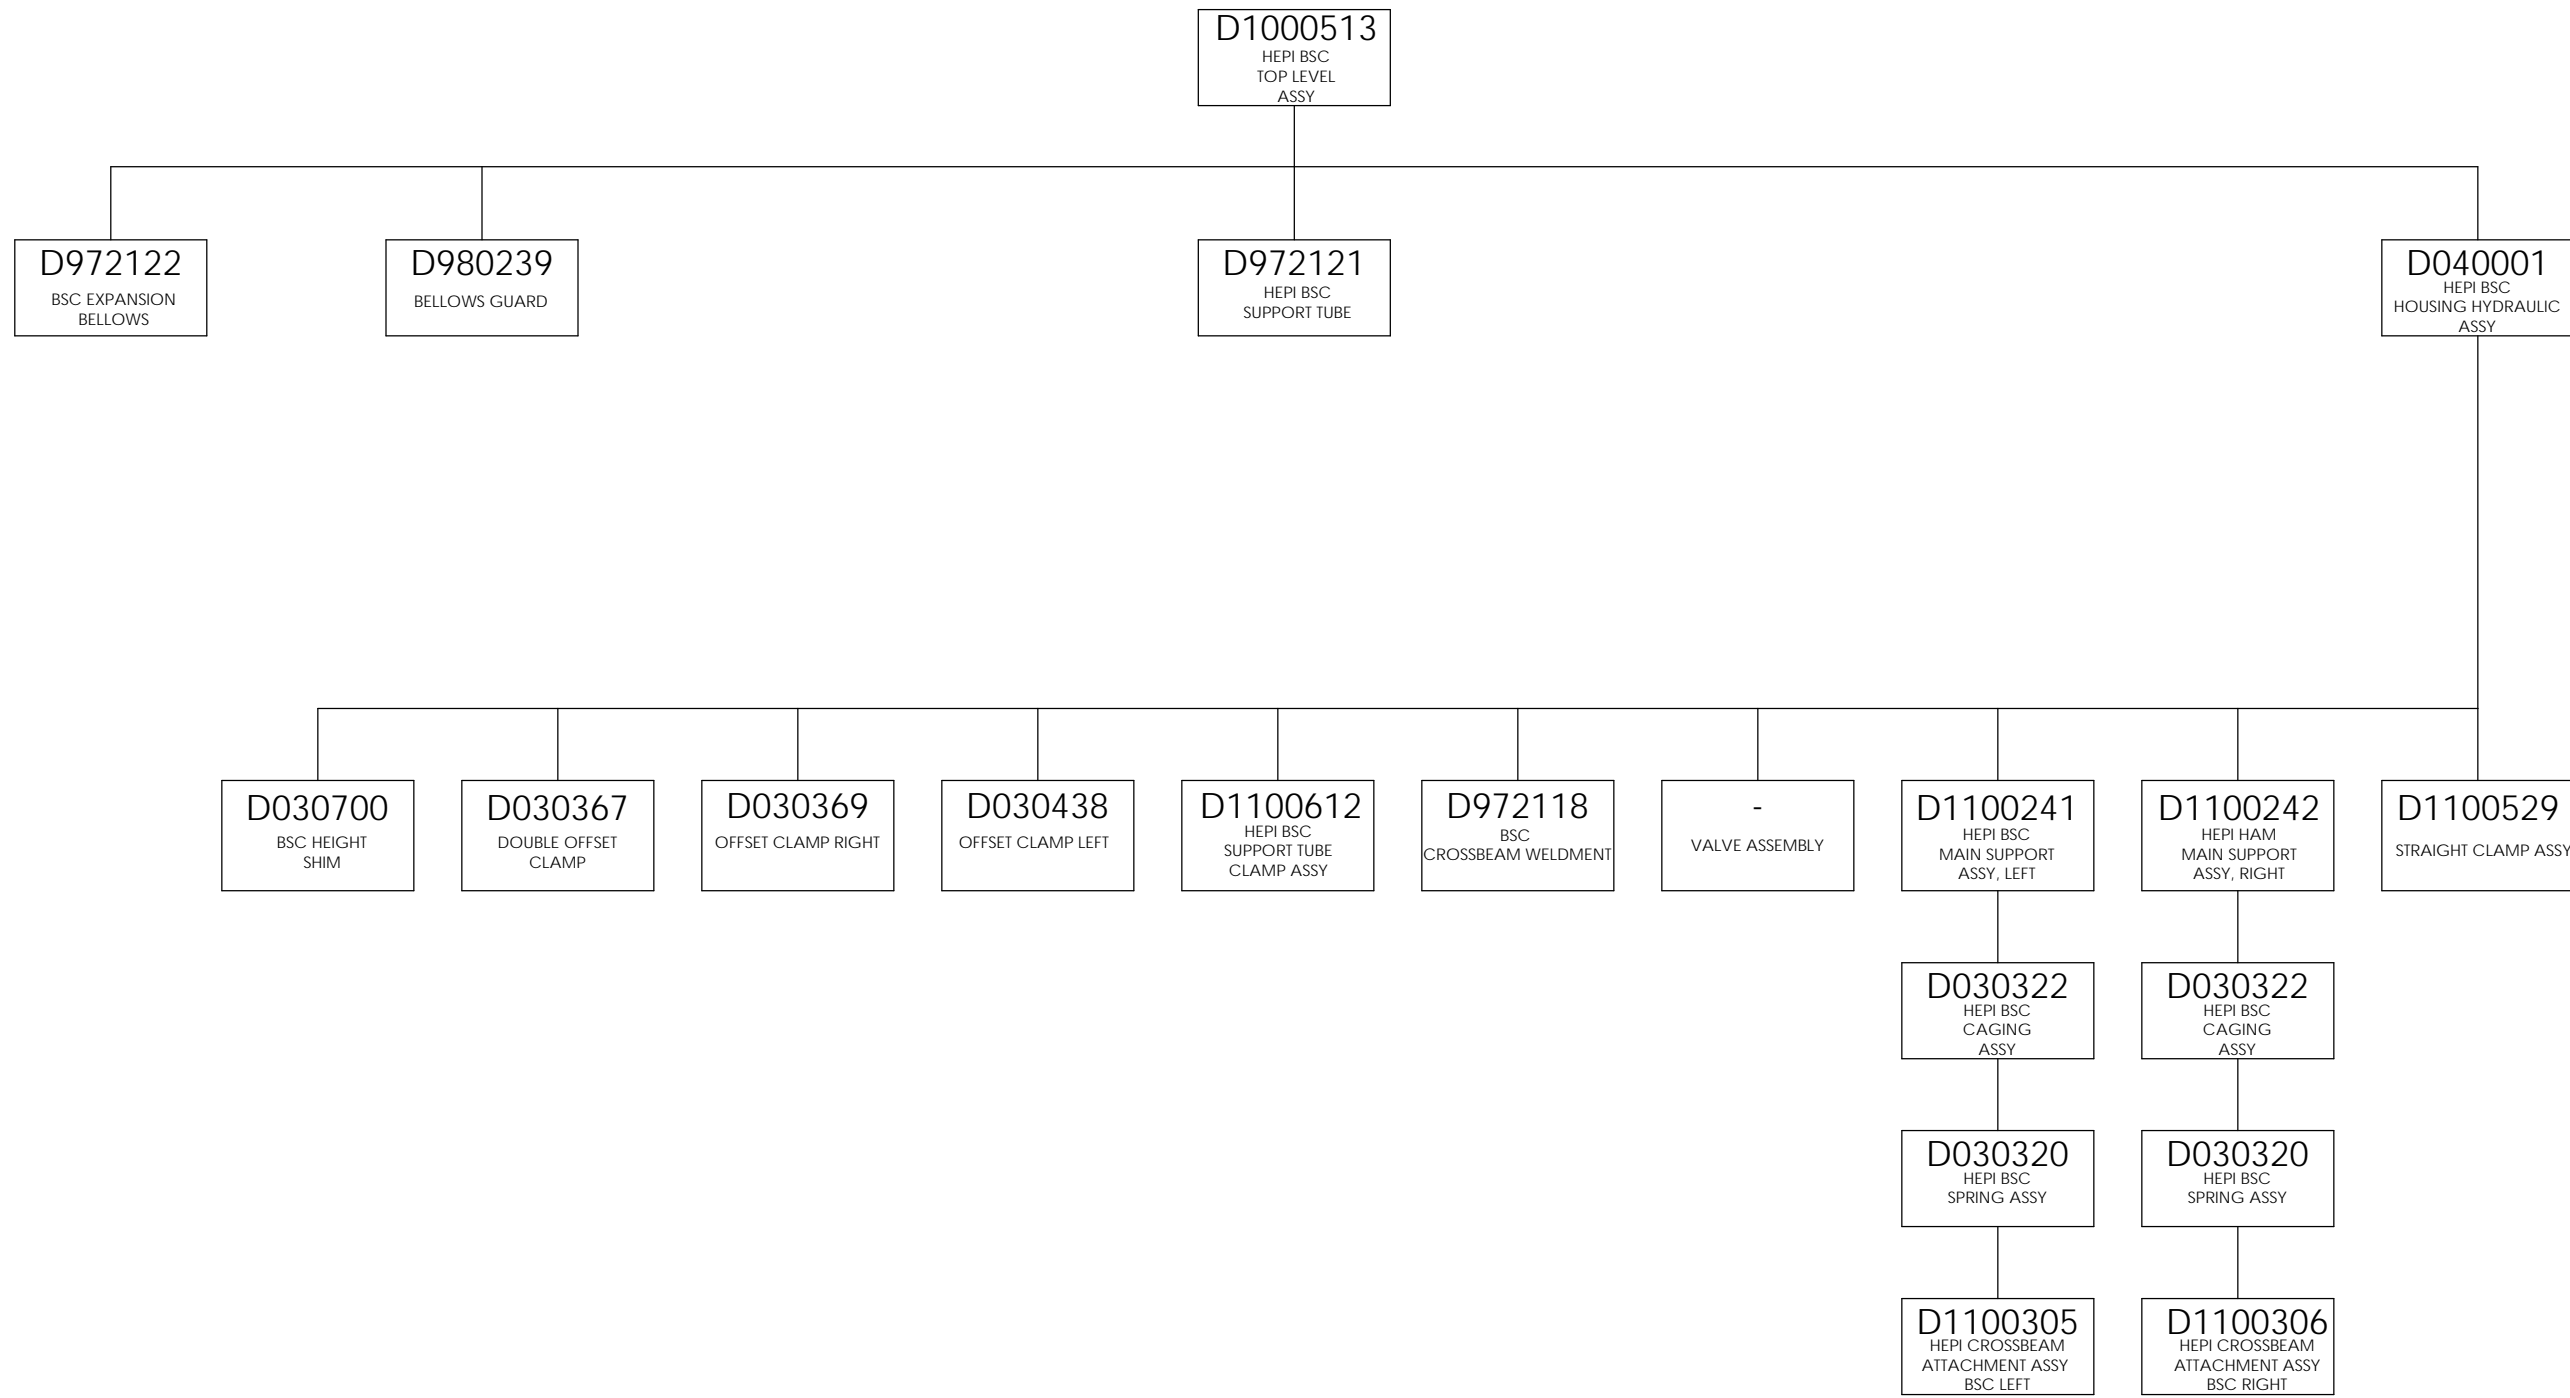 D1000513
HEPI BSC
TOP LEVEL
ASSY
D972122
BSC EXPANSION
BELLOWS
D980239
BELLOWS GUARD
D972121
HEPI BSC
SUPPORT TUBE
D040001
HEPI BSC
HOUSING HYDRAULIC
ASSY
D030700
BSC HEIGHT
SHIM
D030367
DOUBLE OFFSET
CLAMP
D030369
OFFSET CLAMP RIGHT
D030438
OFFSET CLAMP LEFT
D1100612
HEPI BSC
SUPPORT TUBE
CLAMP ASSY
D972118
BSC
CROSSBEAM WELDMENT
-
VALVE ASSEMBLY
D1100241
HEPI BSC
MAIN SUPPORT
ASSY, LEFT
D1100242
HEPI HAM
MAIN SUPPORT
ASSY, RIGHT
D1100529
STRAIGHT CLAMP ASSY
D030322
HEPI BSC
CAGING
ASSY
D030322
HEPI BSC
CAGING
ASSY
D030320
HEPI BSC
SPRING ASSY
D030320
HEPI BSC
SPRING ASSY
D1100305
HEPI CROSSBEAM
ATTACHMENT ASSY
BSC LEFT
D1100306
HEPI CROSSBEAM
ATTACHMENT ASSY
BSC RIGHT